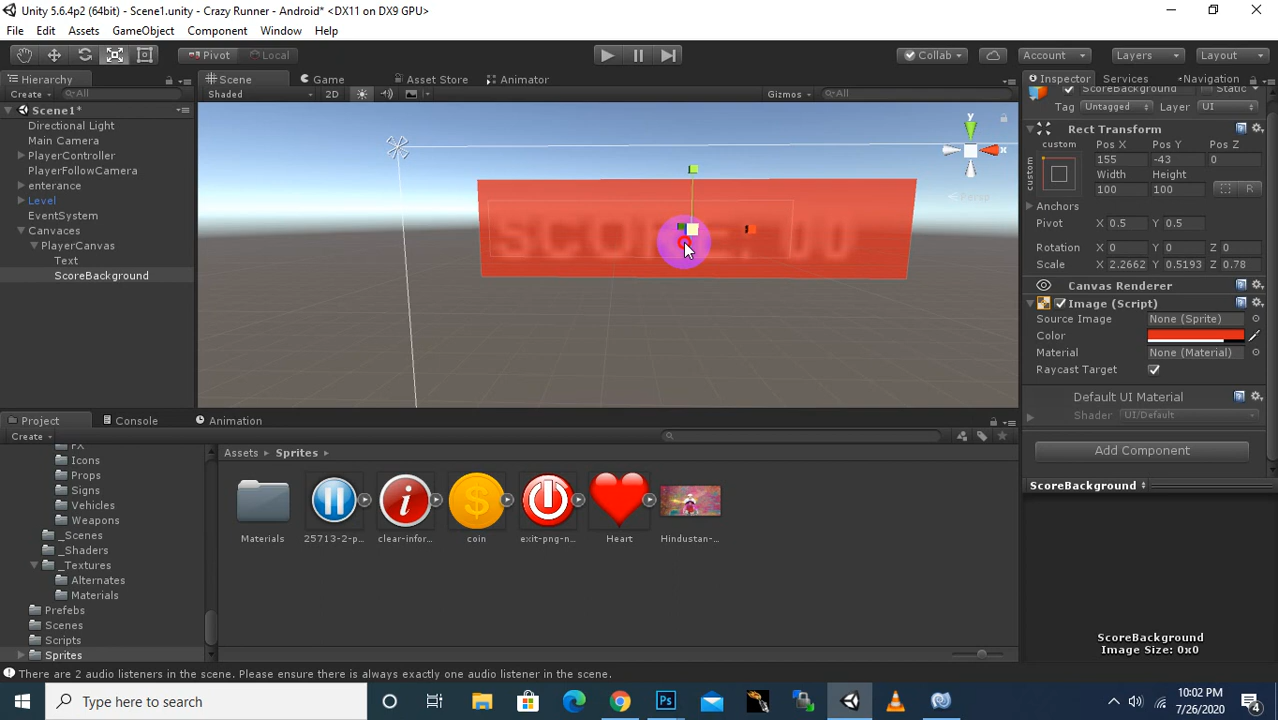 Unity 5.6.4p2 (64bit) - Scene1.unity - Crazy Runner - Android* <DX11 on DX9 GPU>
File Edit Assets GameObject Component Window Help
Pivot Local Collab Account Layers Layout
Hierarchy Scene Game Asset Store Animator Inspector Services Navigation
Create All Shaded 2D Gizmos All ScoreBackground Static
Tag Untagged Layer UI
Scene1*
Directional Light
Main Camera
PlayerController
PlayerFollowCamera
enterance
Level
EventSystem
Canvases
PlayerCanvas
Text
ScoreBackground
y
x
Persp
SCORE: 00
Rect Transform
custom Pos X Pos Y Pos Z
custom
155 -43 0
Width Height
100 100 R
Anchors
Pivot X 0.5 Y 0.5
Rotation X 0 Y 0 Z 0
Scale X 2.2662 Y 0.5193 Z 0.78
Canvas Renderer
Image (Script)
Source Image None (Sprite)
Color
Material None (Material)
Raycast Target
Default UI Material
Shader UI/Default
Add Component
ScoreBackground
ScoreBackground
Image Size: 0x0
Project Console Animation
Create
Assets Sprites
FX
Icons
Props
Signs
Vehicles
Weapons
_Scenes
_Shaders
_Textures
Alternates
Materials
Prefebs
Scenes
Scripts
Sprites
Materials 25713-2-p... clear-infor... coin exit-png-n... Heart Hindustan-...
There are 2 audio listeners in the scene. Please ensure there is always exactly one audio listener in the scene.
Type here to search
10:02 PM
7/26/2020
4